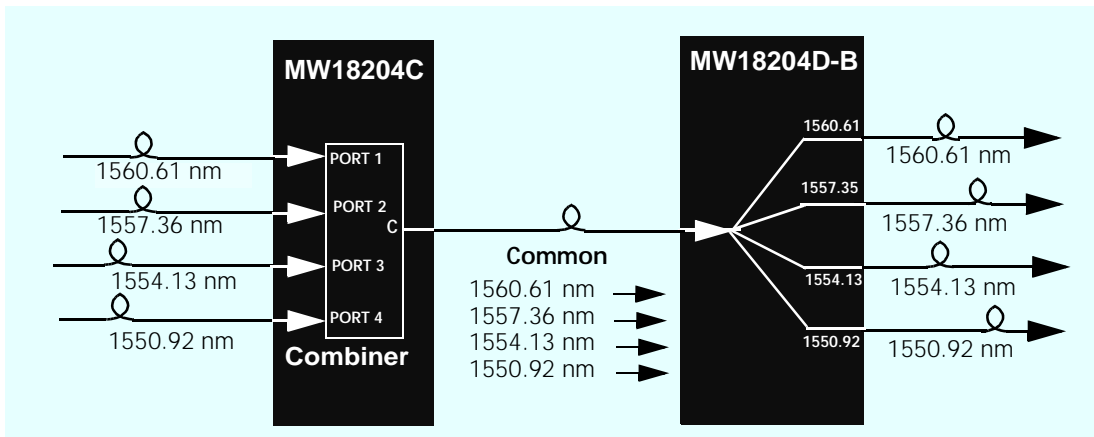 MW18204C
1560.61 nm
1557.36 nm
1554.13 nm
1550.92 nm
PORT 1
PORT 2
C
PORT 3
PORT 4
Combiner
Common
1560.61 nm
1557.36 nm
1554.13 nm
1550.92 nm
MW18204D-B
1560.61
1557.35
1554.13
1550.92
1560.61 nm
1557.36 nm
1554.13 nm
1550.92 nm